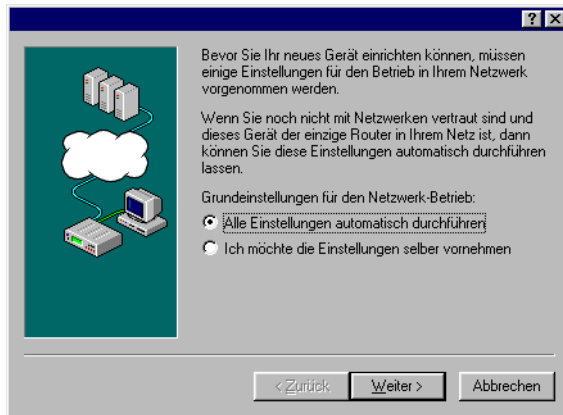 Bevor Sie Ihr neues Gerät einrichten können, müssen
einige Einstellungen für den Betrieb in Ihrem Netzwerk
vorgenommen werden.
Wenn Sie noch nicht mit Netzwerken vertraut sind und
dieses Gerät der einzige Router in Ihrem Netz ist, dann
können Sie diese Einstellungen automatisch durchführen
lassen.
Grundeinstellungen für den Netzwerk-Betrieb:
Alle Einstellungen automatisch durchführen
Ich möchte die Einstellungen selber vornehmen
< Zurück Weiter > Abbrechen